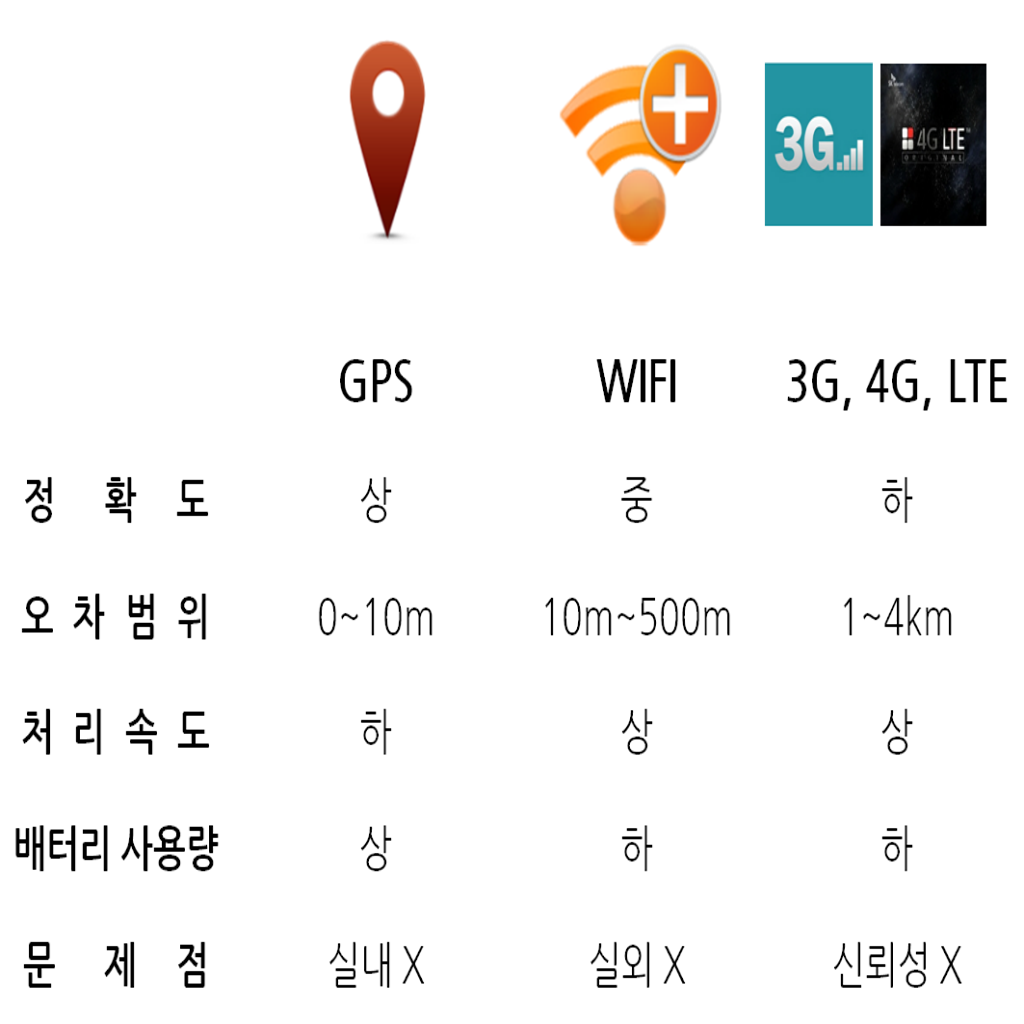 3G
4G LTE
ORIGINAL
GPS WIFI 3G, 4G, LTE
정 확 도 상 중 하
오 차 범 위 0~10m 10m~500m 1~4km
처 리 속 도 하 상 상
배터리 사용량 상 하 하
문 제 점 실내 X 실외 X 신뢰성 X